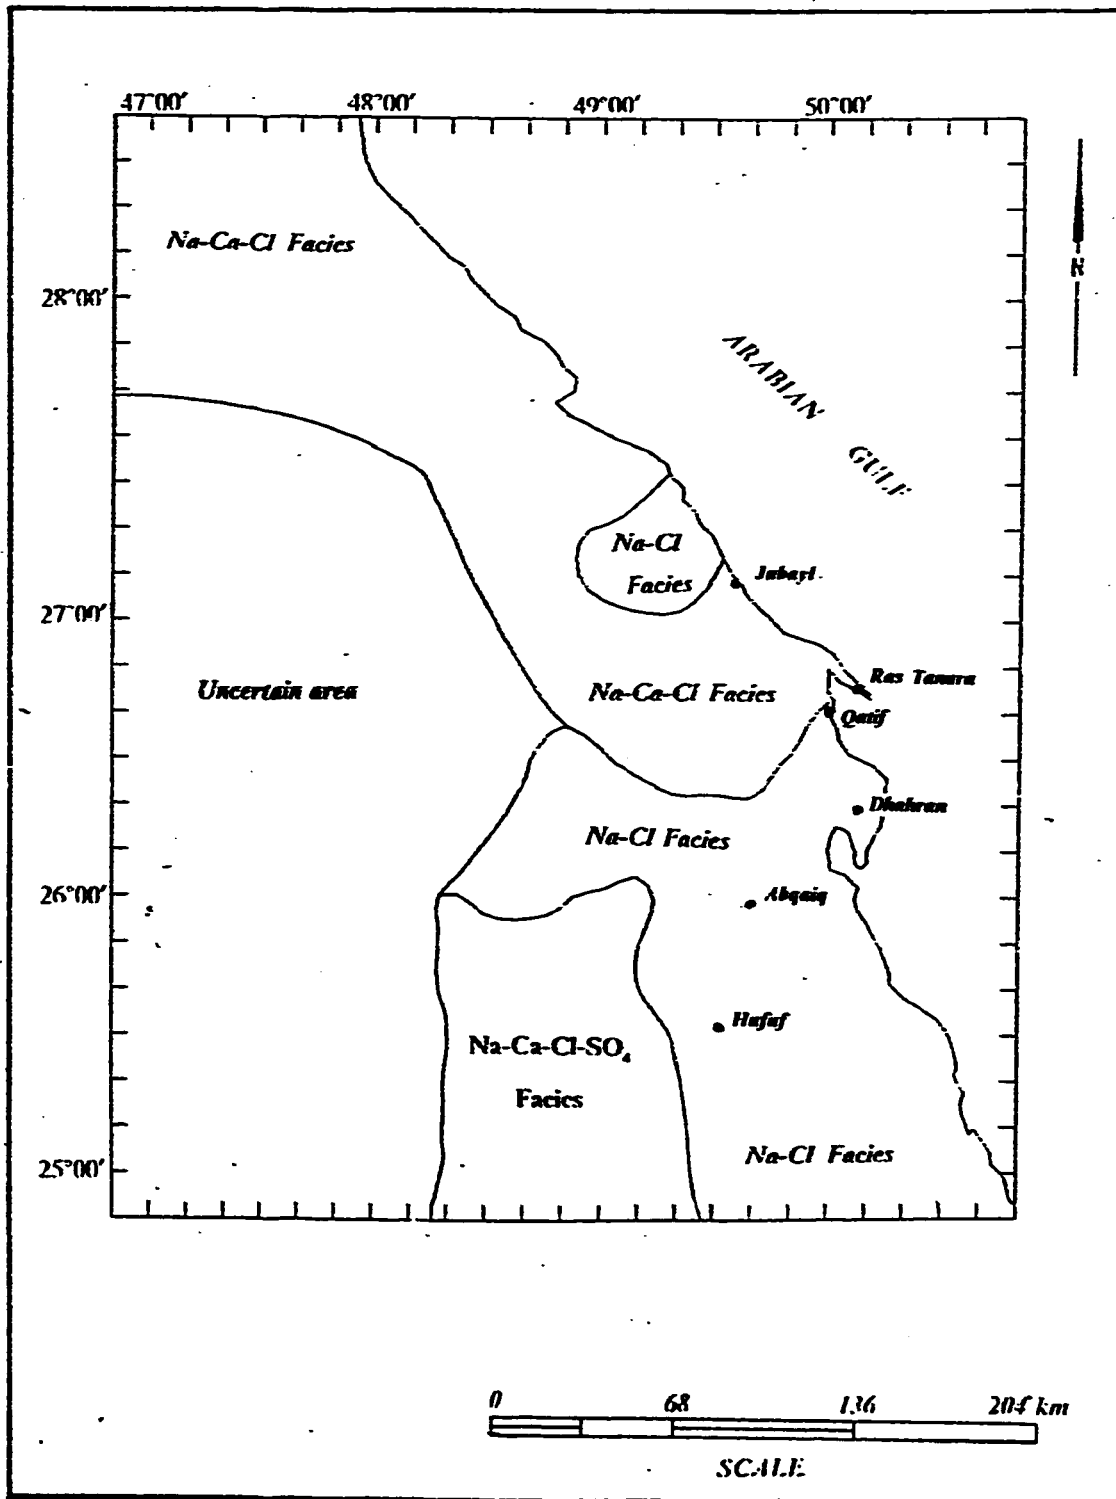 47°00′ 48°00′ 49°00′ 50°00′
Na-Ca-Cl Facies
28°00′
N
ARABIAN
GULF
Na-Cl
Facies
Jubayl
27°00′
Ras Tanura
Uncertain area
Na-Ca-Cl Facies
Qatif
Dhahran
Na-Cl Facies
26°00′
Abqaiq
Hufuf
Na-Ca-Cl-SO₄
Facies
Na-Cl Facies
25°00′
0 68 136 204 km
SCALE